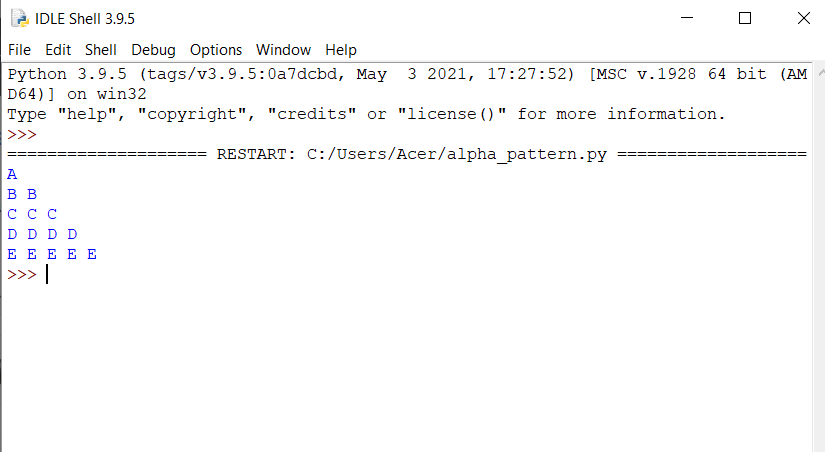 IDLE Shell 3.9.5
File Edit Shell Debug Options Window Help
Python 3.9.5 (tags/v3.9.5:0a7dcbd, May  3 2021, 17:27:52) [MSC v.1928 64 bit (AM
D64)] on win32
Type "help", "copyright", "credits" or "license()" for more information.
>>>
==================== RESTART: C:/Users/Acer/alpha_pattern.py ===================
A
B B
C C C
D D D D
E E E E E
>>>